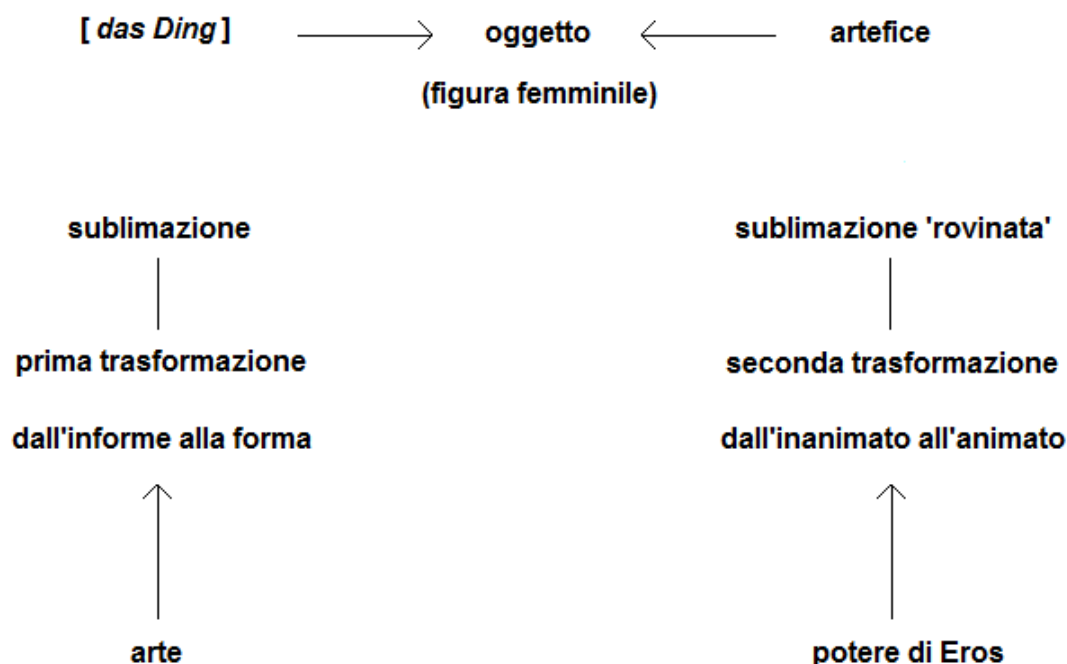 [ das Ding ] oggetto artefice
(figura femminile)
sublimazione sublimazione 'rovinata'
prima trasformazione seconda trasformazione
dall'informe alla forma dall'inanimato all'animato
arte potere di Eros